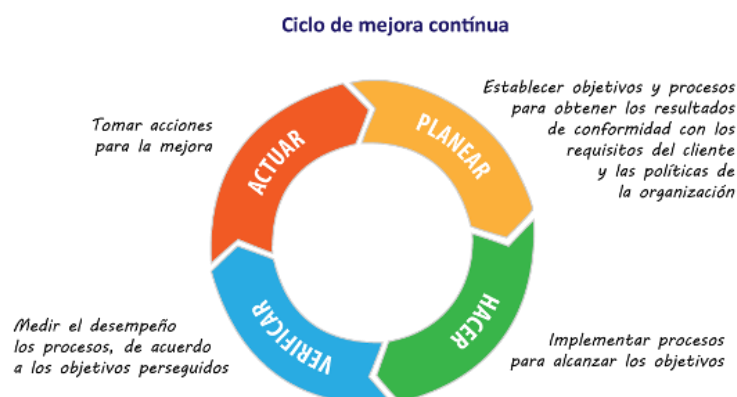 Ciclo de mejora continua
Establecer objetivos y procesos
para obtener los resultados
de conformidad con los
requisitos del cliente
y las políticas de
la organización
Tomar acciones
para la mejora
ACTUAR
PLANEAR
HACER
VERIFICAR
Implementar procesos
para alcanzar los objetivos
Medir el desempeño
los procesos, de acuerdo
a los objetivos perseguidos